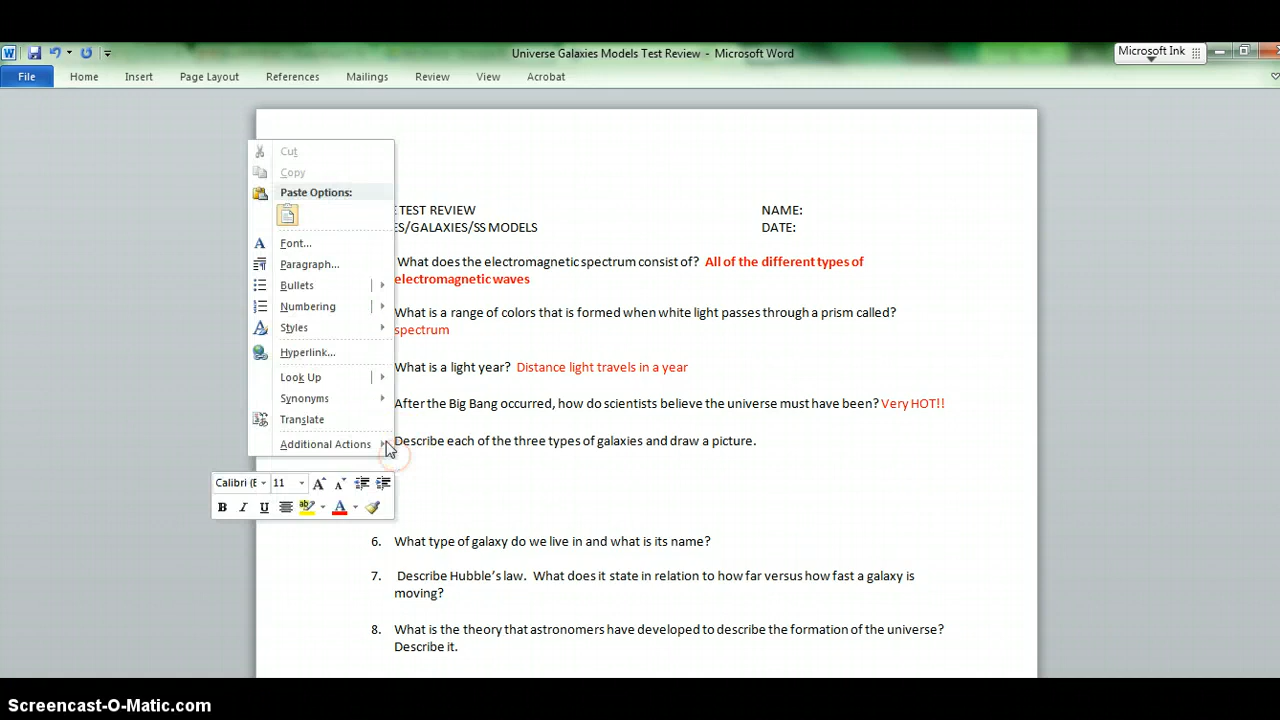 Universe Galaxies Models Test Review - Microsoft Word
Microsoft Ink
File Home Insert Page Layout References Mailings Review View Acrobat
Cut
Copy
Paste Options:
Font...
Paragraph...
Bullets
Numbering
Styles
Hyperlink...
Look Up
Synonyms
Translate
Additional Actions
Calibri (E 11
B I U ab A
E TEST REVIEW NAME:
ES/GALAXIES/SS MODELS DATE:
What does the electromagnetic spectrum consist of? All of the different types of
electromagnetic waves
What is a range of colors that is formed when white light passes through a prism called?
spectrum
What is a light year? Distance light travels in a year
After the Big Bang occurred, how do scientists believe the universe must have been? Very HOT!!
Describe each of the three types of galaxies and draw a picture.
6. What type of galaxy do we live in and what is its name?
7. Describe Hubble's law. What does it state in relation to how far versus how fast a galaxy is
moving?
8. What is the theory that astronomers have developed to describe the formation of the universe?
Describe it.
Screencast-O-Matic.com